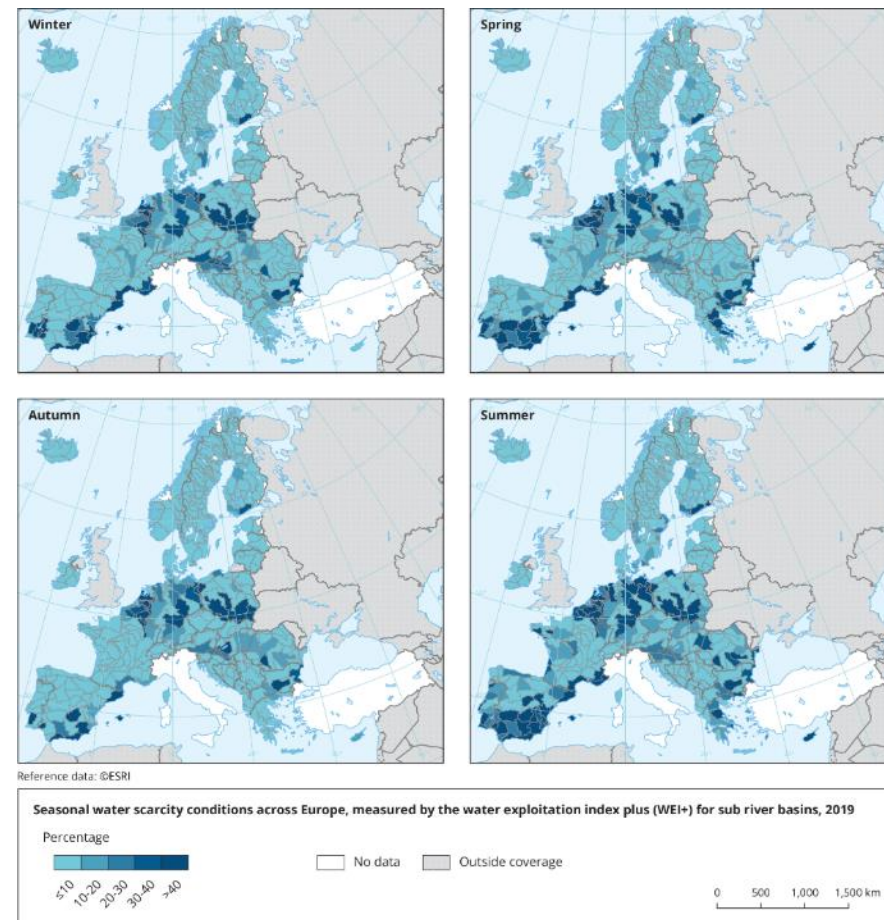 Winter
Spring
Autumn
Summer
Reference data: ©ESRI
Seasonal water scarcity conditions across Europe, measured by the water exploitation index plus (WEI+) for sub river basins, 2019
Percentage
≤10
10-20
20-30
30-40
>40
No data
Outside coverage
0 500 1,000 1,500 km